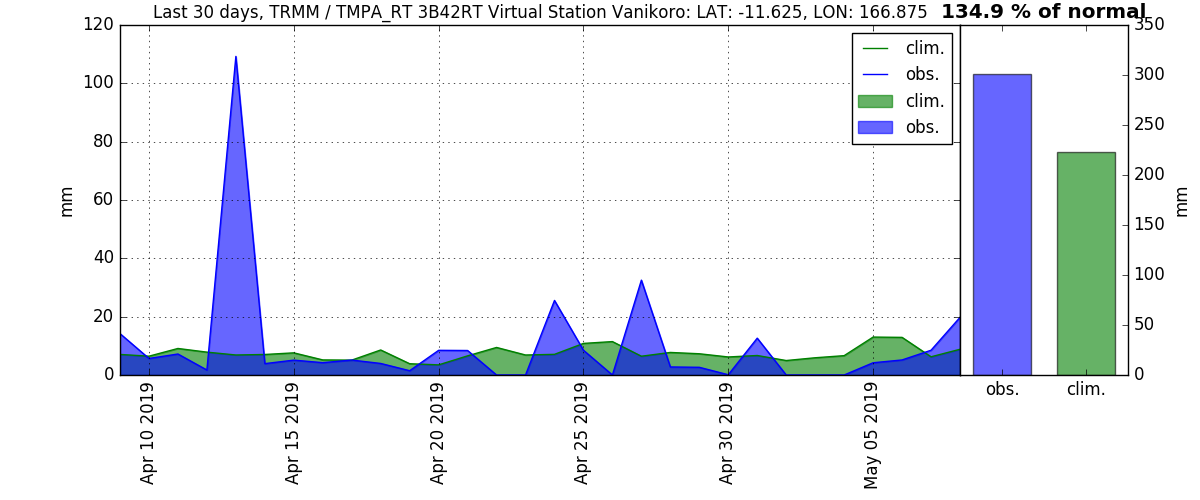 Last 30 days, TRMM / TMPA_RT 3B42RT Virtual Station Vanikoro: LAT: -11.625, LON: 166.875 134.9 % of normal
120
100
80
60
40
20
0
mm
clim.
obs.
clim.
obs.
Apr 10 2019
Apr 15 2019
Apr 20 2019
Apr 25 2019
Apr 30 2019
May 05 2019
350
300
250
200
150
100
50
0
mm
obs.
clim.